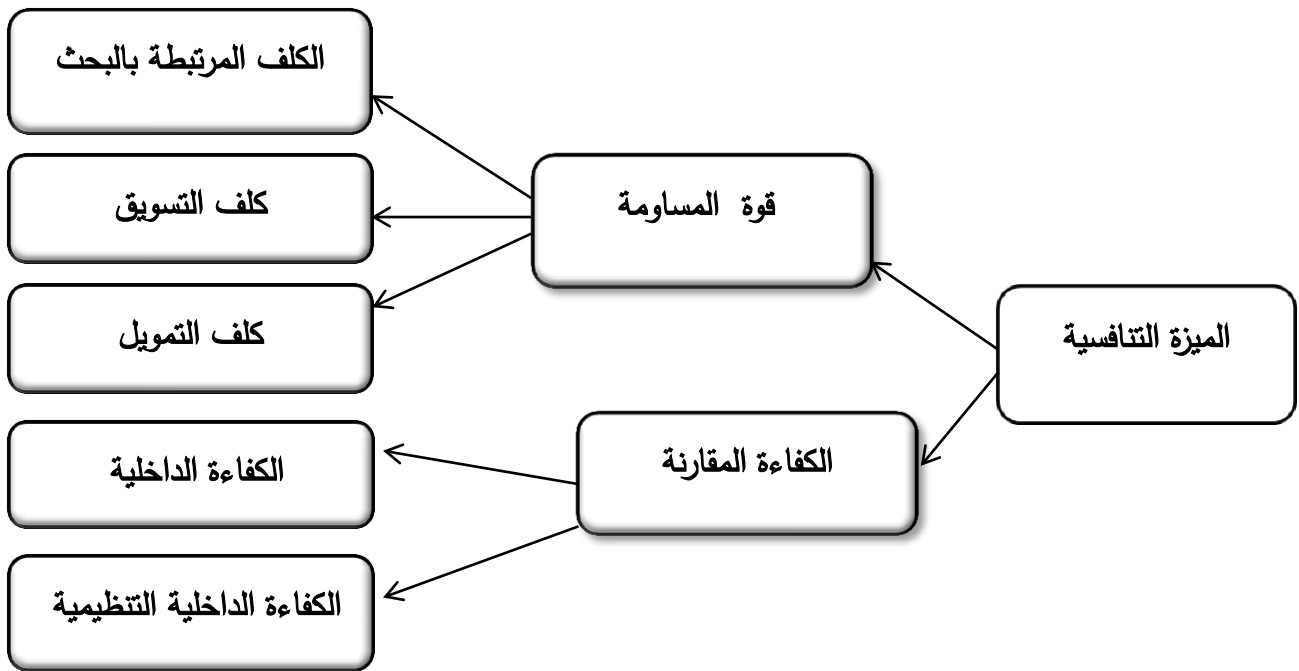 الميزة التنافسية
قوة المساومة
الكلف المرتبطة بالبحث
كلف التسويق
كلف التمويل
الكفاءة المقارنة
الكفاءة الداخلية
الكفاءة الداخلية التنظيمية